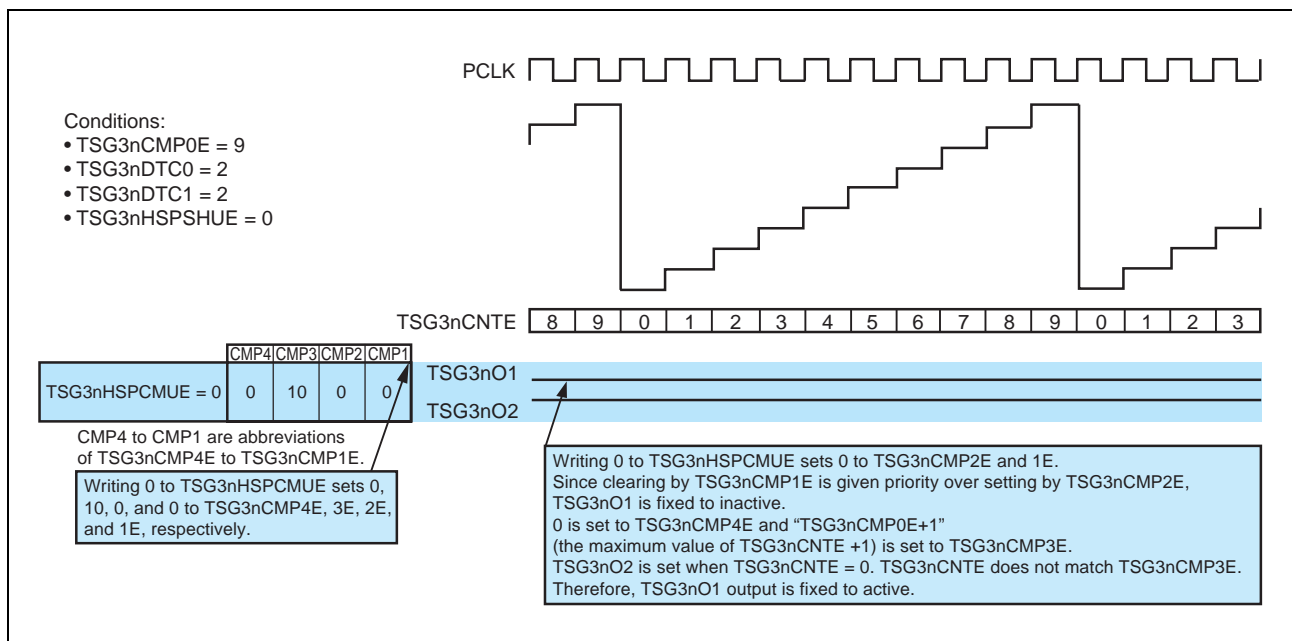 PCLK
Conditions:
• TSG3nCMP0E = 9
• TSG3nDTC0 = 2
• TSG3nDTC1 = 2
• TSG3nHSPSHUE = 0
TSG3nCNTE 8 9 0 1 2 3 4 5 6 7 8 9 0 1 2 3
CMP4 CMP3 CMP2 CMP1
TSG3nHSPCMUE = 0 0 10 0 0
TSG3nO1
TSG3nO2
CMP4 to CMP1 are abbreviations
of TSG3nCMP4E to TSG3nCMP1E.
Writing 0 to TSG3nHSPCMUE sets 0,
10, 0, and 0 to TSG3nCMP4E, 3E, 2E,
and 1E, respectively.
Writing 0 to TSG3nHSPCMUE sets 0 to TSG3nCMP2E and 1E.
Since clearing by TSG3nCMP1E is given priority over setting by TSG3nCMP2E,
TSG3nO1 is fixed to inactive.
0 is set to TSG3nCMP4E and “TSG3nCMP0E+1”
(the maximum value of TSG3nCNTE +1) is set to TSG3nCMP3E.
TSG3nO2 is set when TSG3nCNTE = 0. TSG3nCNTE does not match TSG3nCMP3E.
Therefore, TSG3nO1 output is fixed to active.